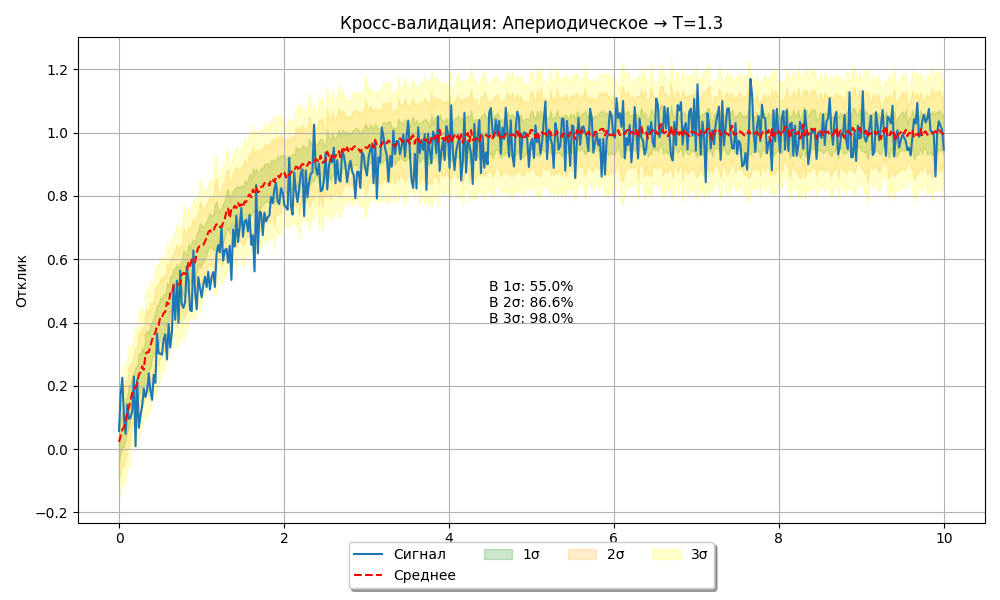 Кросс-валидация: Апериодическое → T=1.3
Отклик
1.2
1.0
0.8
0.6
0.4
0.2
0.0
−0.2
В 1σ: 55.0%
В 2σ: 86.6%
В 3σ: 98.0%
0 2 4 6 8 10
Сигнал 1σ 2σ 3σ
Среднее